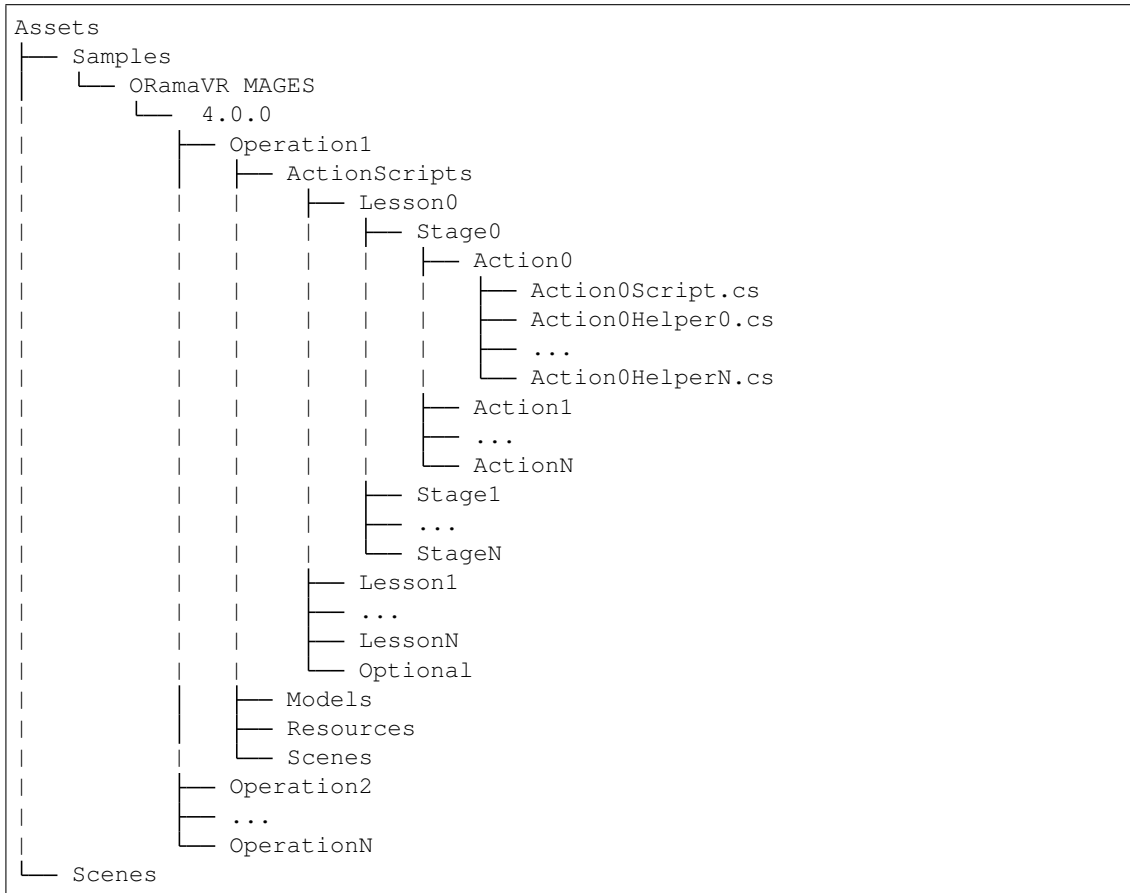 Assets
├── Samples
│   └── ORamaVR MAGES
|       └──  4.0.0
|           ├── Operation1
|           │   ├── ActionScripts
|           |   |   ├── Lesson0
|           |   |   |   ├── Stage0
|           |   |   |   |   ├── Action0
|           |   |   |   |   |   ├── Action0Script.cs
|           |   |   |   |   |   ├── Action0Helper0.cs
|           |   |   |   |   |   ├── ...
|           |   |   |   |   |   └── Action0HelperN.cs
|           |   |   |   |   ├── Action1
|           |   |   |   |   ├── ...
|           |   |   |   |   └── ActionN
|           |   |   |   ├── Stage1
|           |   |   |   ├── ...
|           |   |   |   └── StageN
|           |   |   ├── Lesson1
|           |   |   ├── ...
|           |   |   ├── LessonN
|           |   |   └── Optional
|           │   ├── Models
|           │   ├── Resources
|           |   └── Scenes
|           ├── Operation2
|           ├── ...
|           └── OperationN
└── Scenes